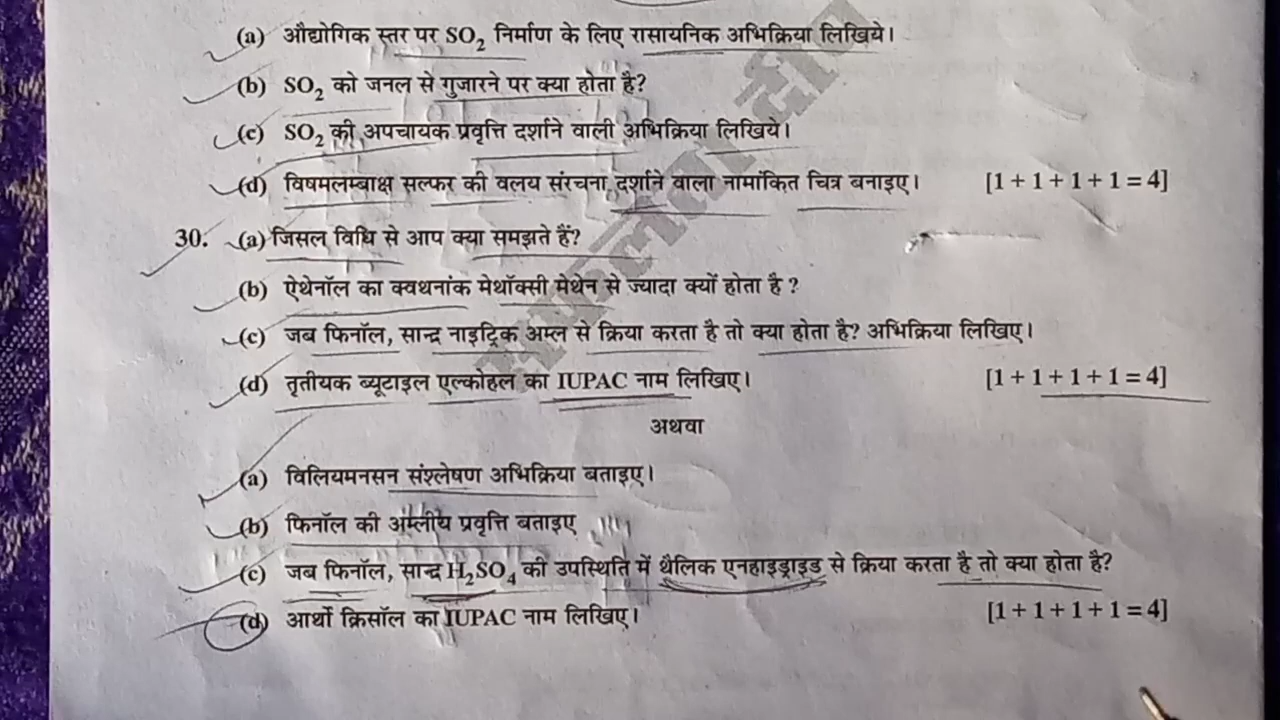 (a) औद्योगिक स्तर पर SO₂ निर्माण के लिए रासायनिक अभिक्रिया लिखिये।
(b) SO₂ को जनल से गुजारने पर क्या होता है?
(c) SO₂ की अपचायक प्रवृत्ति दर्शाने वाली अभिक्रिया लिखिये।
(d) विषमलम्बाक्ष सल्फर की वलय संरचना दर्शाने वाला नामांकित चित्र बनाइए। [1 + 1 + 1 + 1 = 4]
30. (a) जिसल विधि से आप क्या समझते हैं?
(b) ऐथेनॉल का क्वथनांक मेथॉक्सी मेथेन से ज्यादा क्यों होता है ?
(c) जब फिनॉल, सान्द्र नाइट्रिक अम्ल से क्रिया करता है तो क्या होता है? अभिक्रिया लिखिए।
(d) तृतीयक ब्यूटाइल एल्कोहल का IUPAC नाम लिखिए। [1 + 1 + 1 + 1 = 4]
अथवा
(a) विलियमनसन संश्लेषण अभिक्रिया बताइए।
(b) फिनॉल की अम्लीय प्रवृत्ति बताइए
(c) जब फिनॉल, सान्द्र H₂SO₄ की उपस्थिति में थैलिक एनहाइड्राइड से क्रिया करता है तो क्या होता है?
(d) आर्थो क्रिसॉल का IUPAC नाम लिखिए। [1 + 1 + 1 + 1 = 4]
सफलता दीप